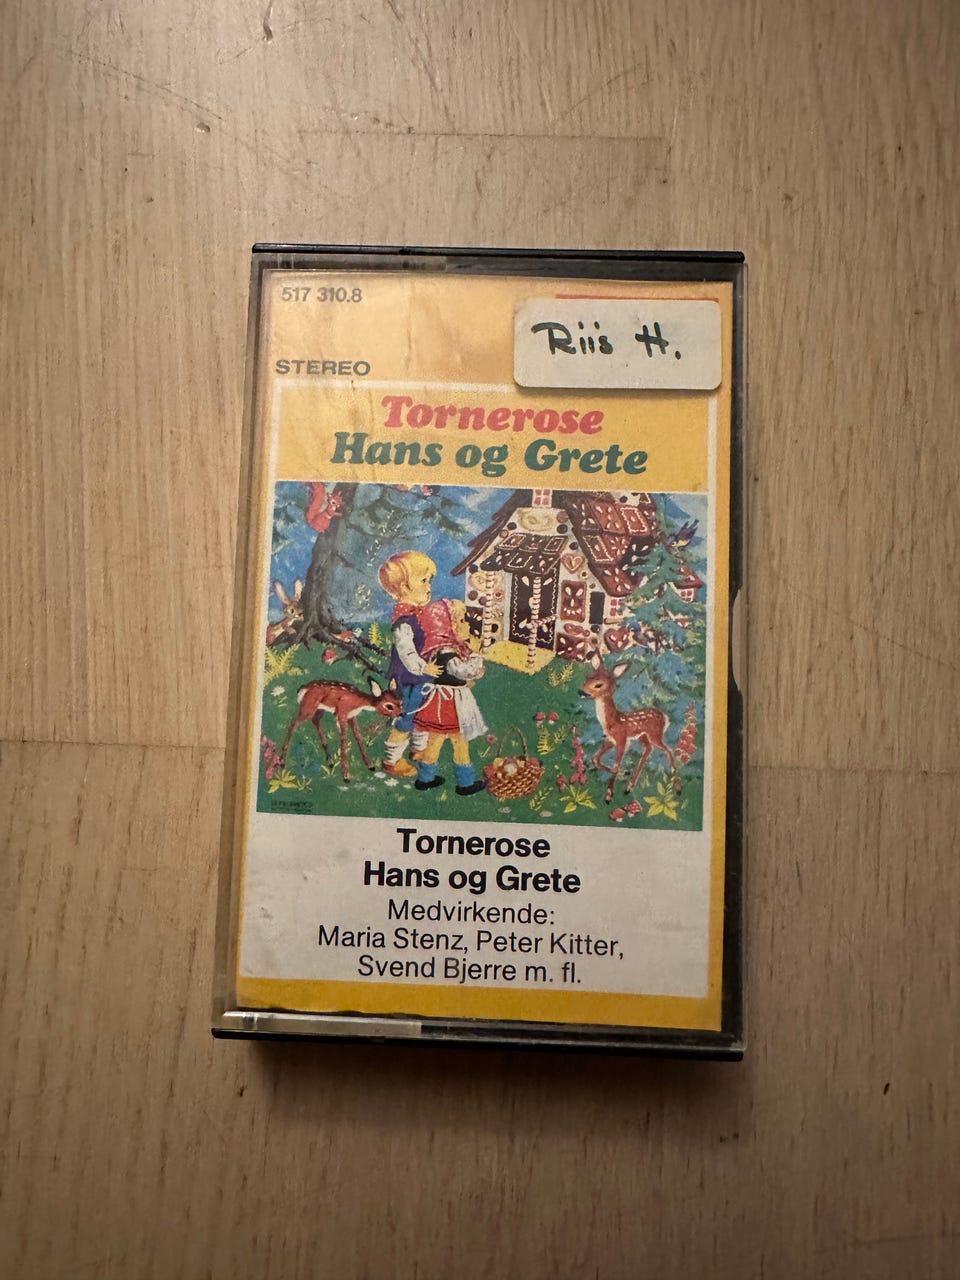 517 310.8
Riis H.
STEREO
Tornerose
Hans og Grete
Tornerose
Hans og Grete
Medvirkende:
Maria Stenz, Peter Kitter,
Svend Bjerre m. fl.